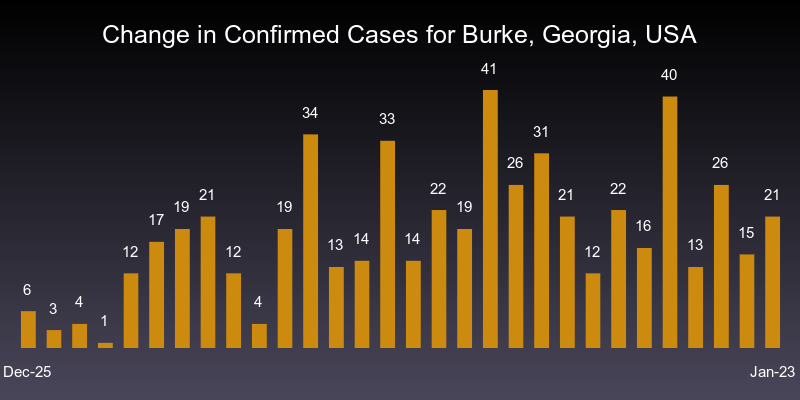 Change in Confirmed Cases for Burke, Georgia, USA
6 3 4 1 12 17 19 21 12 4 19 34 13 14 33 14 22 19 41 26 31 21 12 22 16 40 13 26 15 21
Dec-25 Jan-23